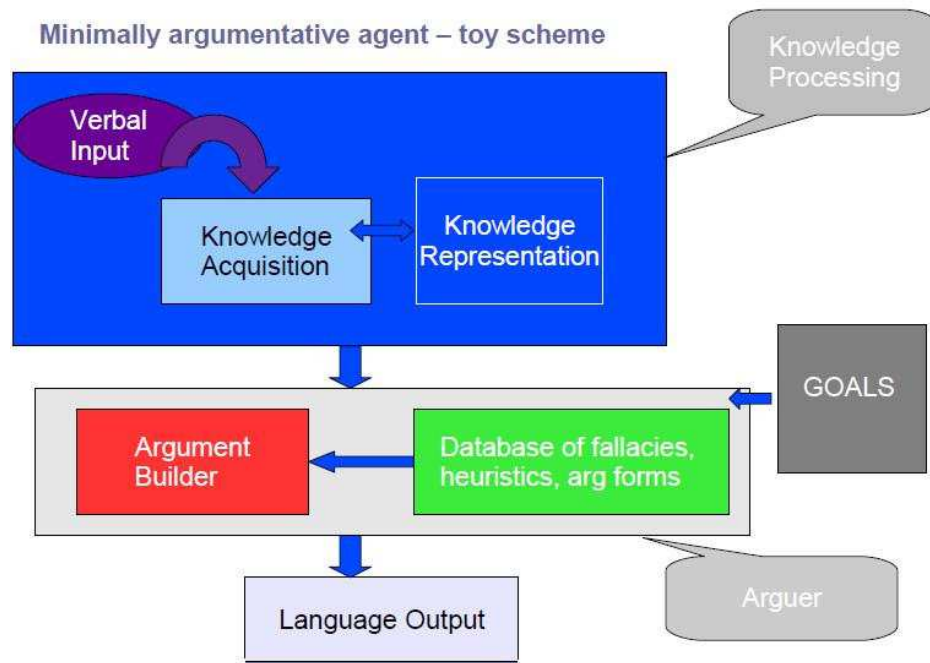 Minimally argumentative agent – toy scheme
Knowledge
Processing
Verbal
Input
Knowledge
Acquisition
Knowledge
Representation
GOALS
Argument
Builder
Database of fallacies,
heuristics, arg forms
Language Output
Arguer